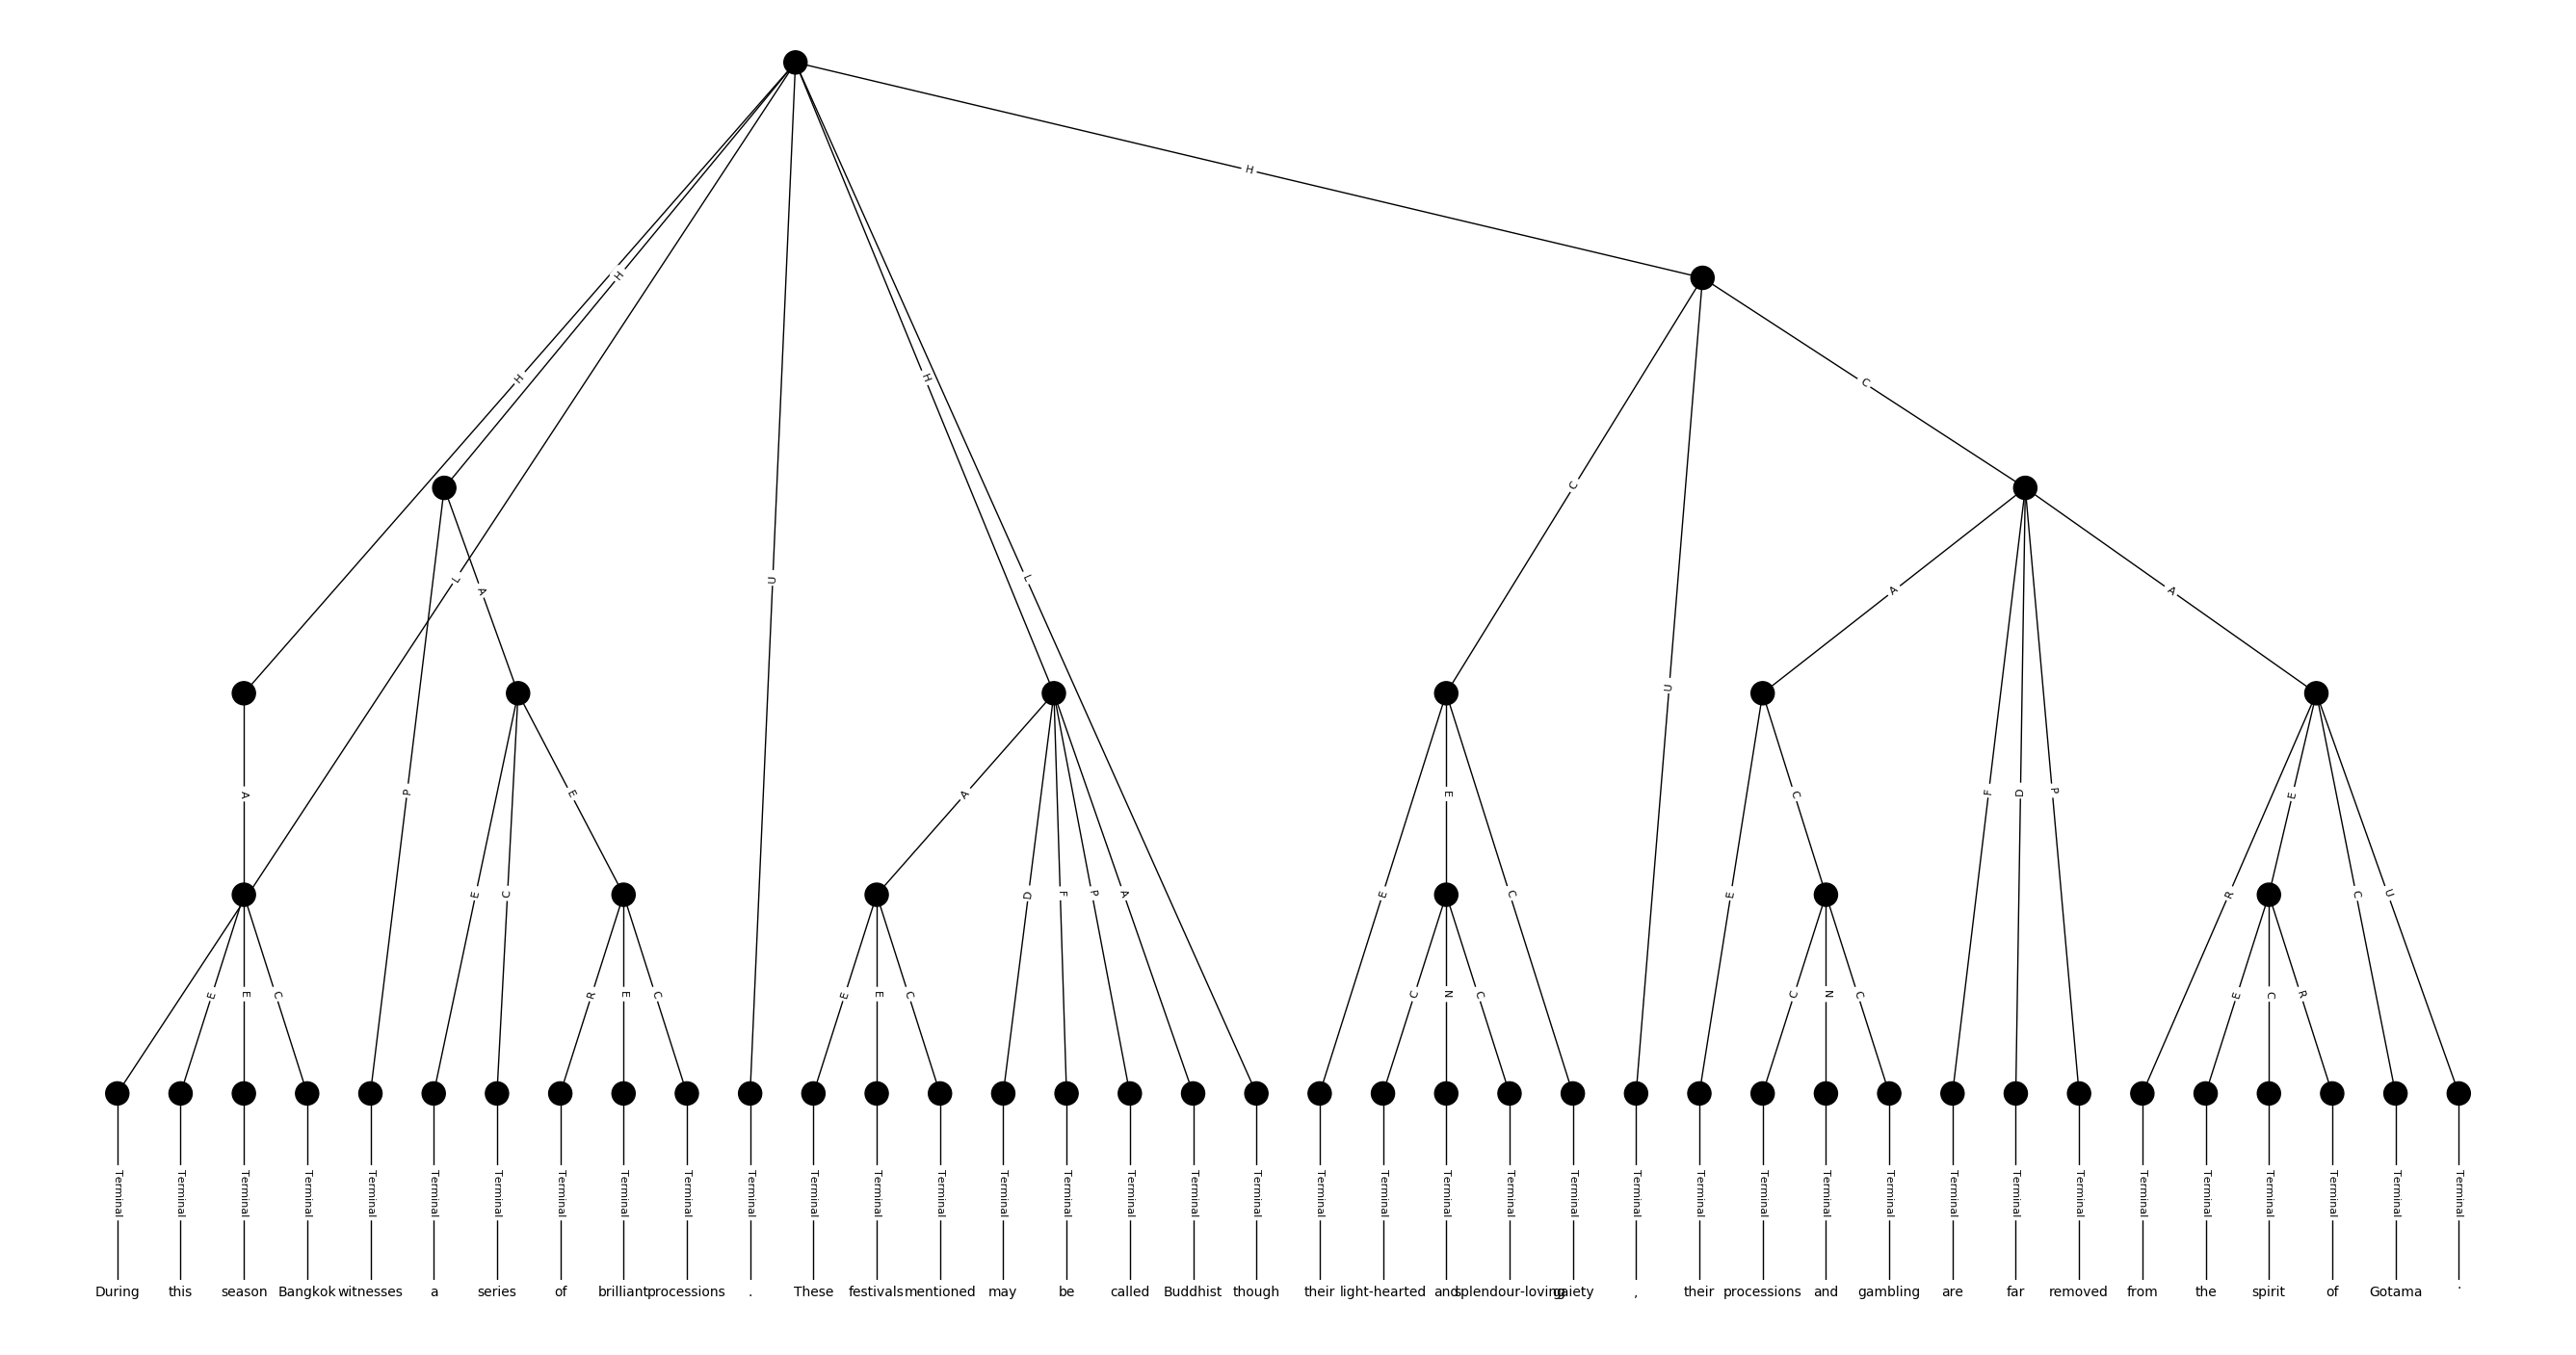 H
H
H
H
C
C
L
U
L
A
A
A
U
A
P
E
A
E
C
F
D
P
E
E
C
D
F
P
A
E
C
E
R
C
U
E
E
C
R
E
C
E
E
C
C
N
C
C
N
C
E
C
R
Terminal Terminal Terminal Terminal Terminal Terminal Terminal Terminal Terminal Terminal Terminal Terminal Terminal Terminal Terminal Terminal Terminal Terminal Terminal Terminal Terminal Terminal Terminal Terminal Terminal Terminal Terminal Terminal Terminal Terminal Terminal Terminal Terminal Terminal Terminal Terminal Terminal Terminal
During this season Bangkok witnesses a series of brilliant processions . These festivals mentioned may be called Buddhist though their light-hearted and splendour-loving gaiety , their processions and gambling are far removed from the spirit of Gotama .